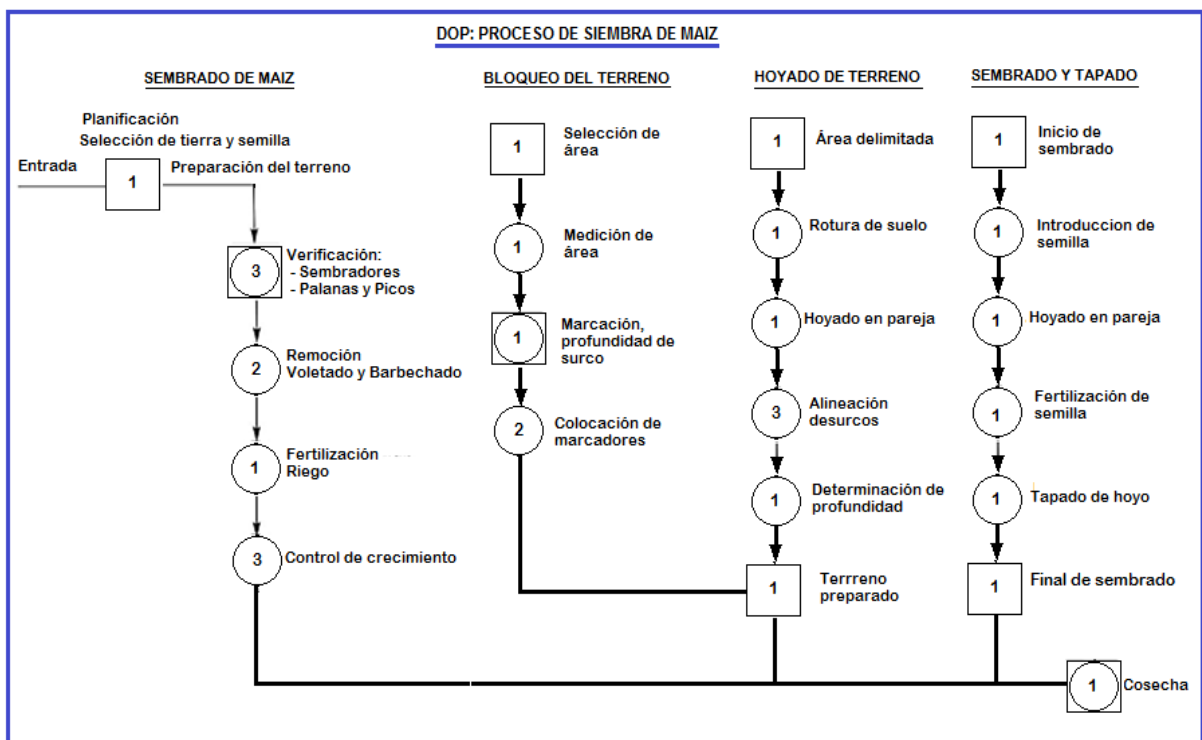 DOP: PROCESO DE SIEMBRA DE MAIZ
SEMBRADO DE MAIZ
Planificación
Selección de tierra y semilla
Entrada
1
Preparación del terreno
3
Verificación:
- Sembradores
- Palanas y Picos
2
Remoción
Voletado y Barbechado
1
Fertilización
Riego
3
Control de crecimiento
BLOQUEO DEL TERRENO
1
Selección de
área
1
Medición de
área
1
Marcación,
profundidad de
surco
2
Colocación de
marcadores
HOYADO DE TERRENO
1
Área delimitada
1
Rotura de suelo
1
Hoyado en pareja
3
Alineación
desurcos
1
Determinación de
profundidad
1
Terrreno
preparado
SEMBRADO Y TAPADO
1
Inicio de
sembrado
1
Introduccion de
semilla
1
Hoyado en pareja
1
Fertilización de
semilla
1
Tapado de hoyo
1
Final de sembrado
1
Cosecha